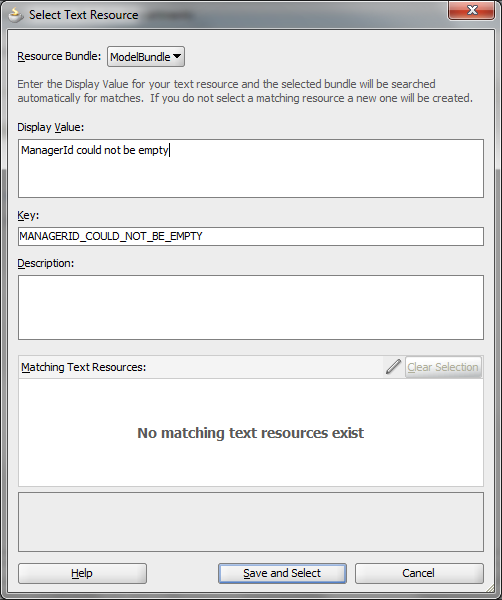 Select Text Resource
Resource Bundle: ModelBundle
Enter the Display Value for your text resource and the selected bundle will be searched
automatically for matches. If you do not select a matching resource a new one will be created.
Display Value:
ManagerId could not be empty
Key:
MANAGERID_COULD_NOT_BE_EMPTY
Description:
Matching Text Resources: Clear Selection
No matching text resources exist
Help Save and Select Cancel